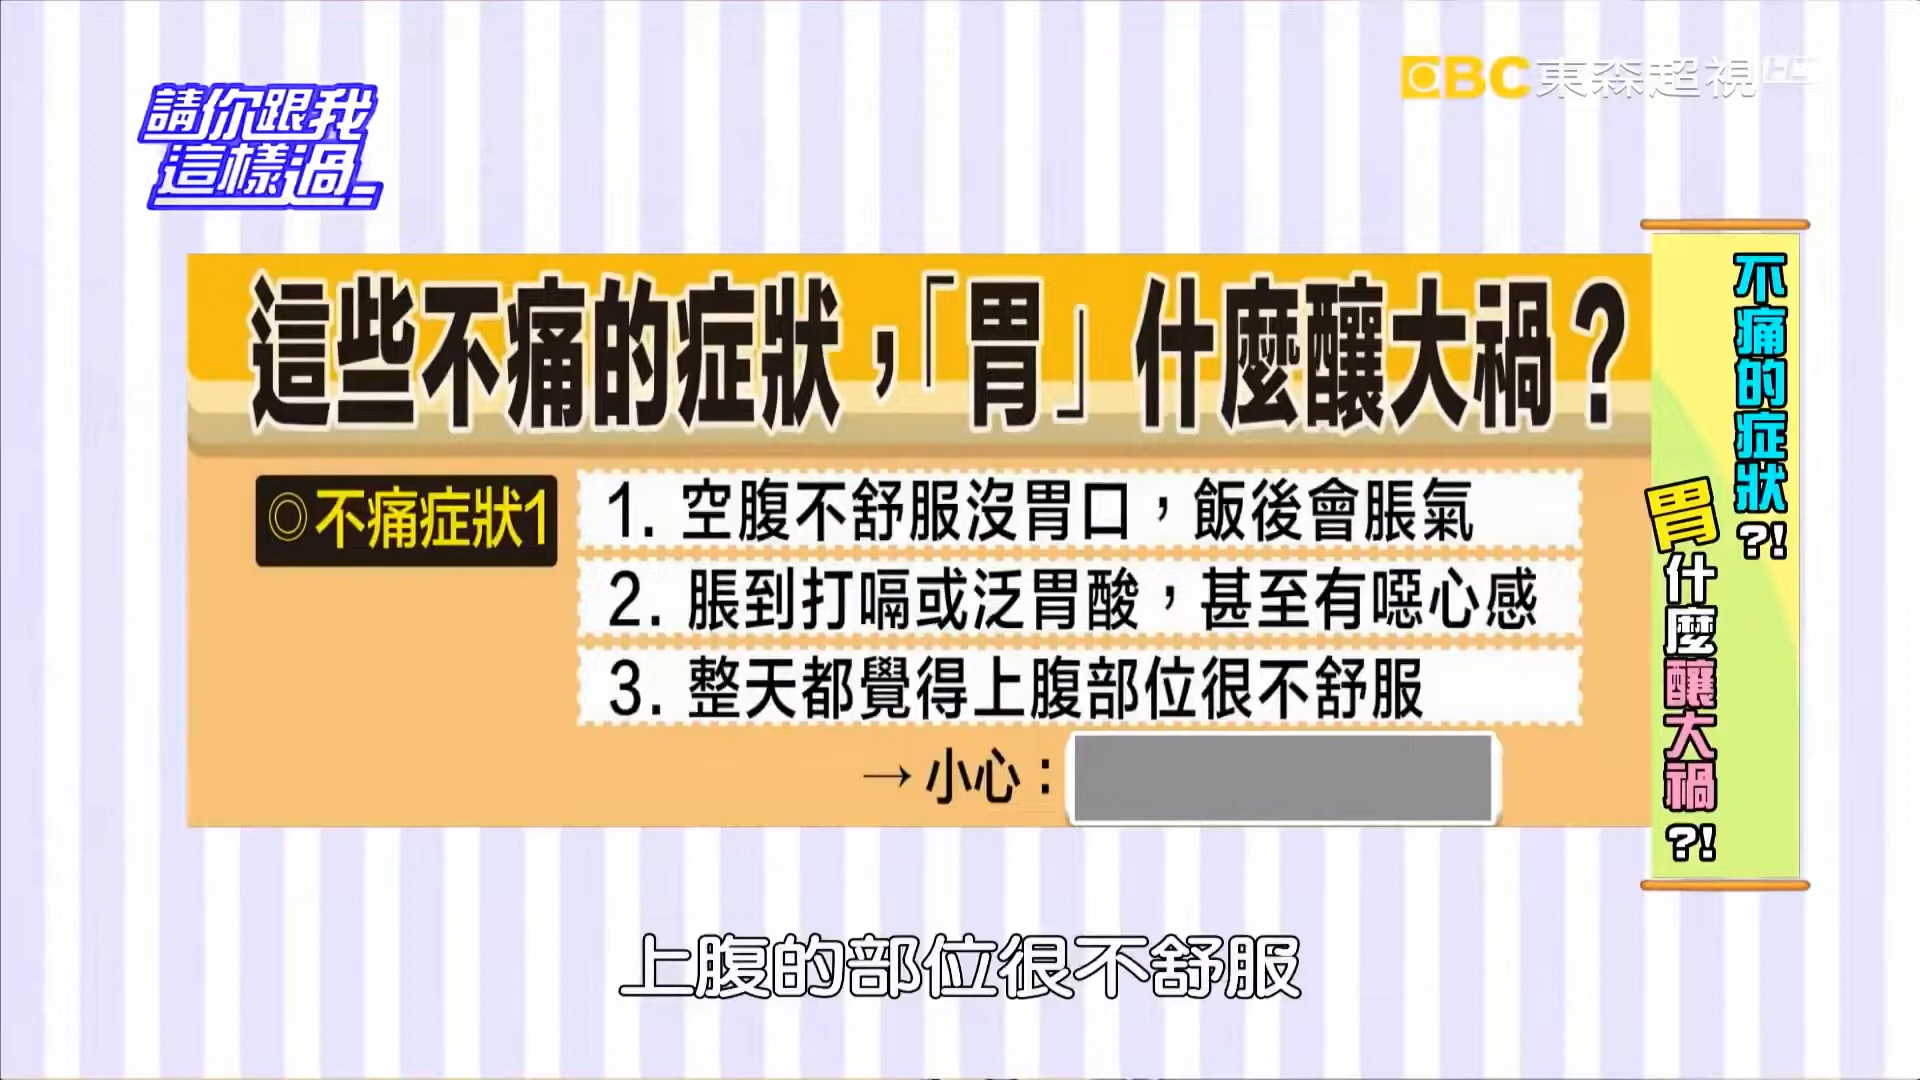 請你跟我
這樣過
EBC東森超視HD
這些不痛的症狀，「胃」什麼釀大禍？
◎不痛症狀1
1. 空腹不舒服沒胃口，飯後會脹氣
2. 脹到打嗝或泛胃酸，甚至有噁心感
3. 整天都覺得上腹部位很不舒服
→小心：
不痛的症狀?!
胃什麼釀大禍?!
上腹的部位很不舒服